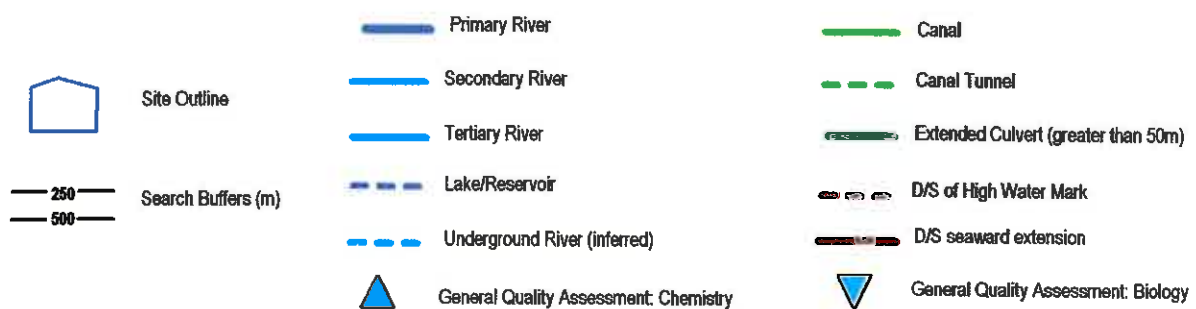 Site Outline
250
500
Search Buffers (m)
Primary River
Secondary River
Tertiary River
Lake/Reservoir
Underground River (inferred)
General Quality Assessment: Chemistry
Canal
Canal Tunnel
Extended Culvert (greater than 50m)
D/S of High Water Mark
D/S seaward extension
General Quality Assessment: Biology